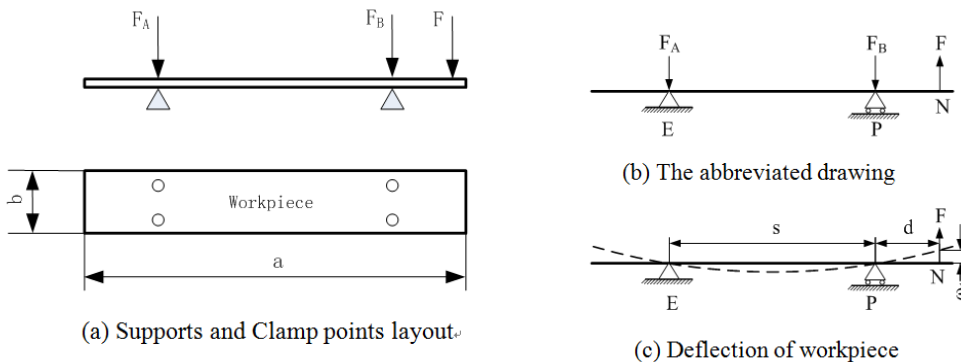 F_A F_B F
b
Workpiece
a
(a) Supports and Clamp points layout
F_A F_B F
E P N
(b) The abbreviated drawing
s d F
E P N
(c) Deflection of workpiece